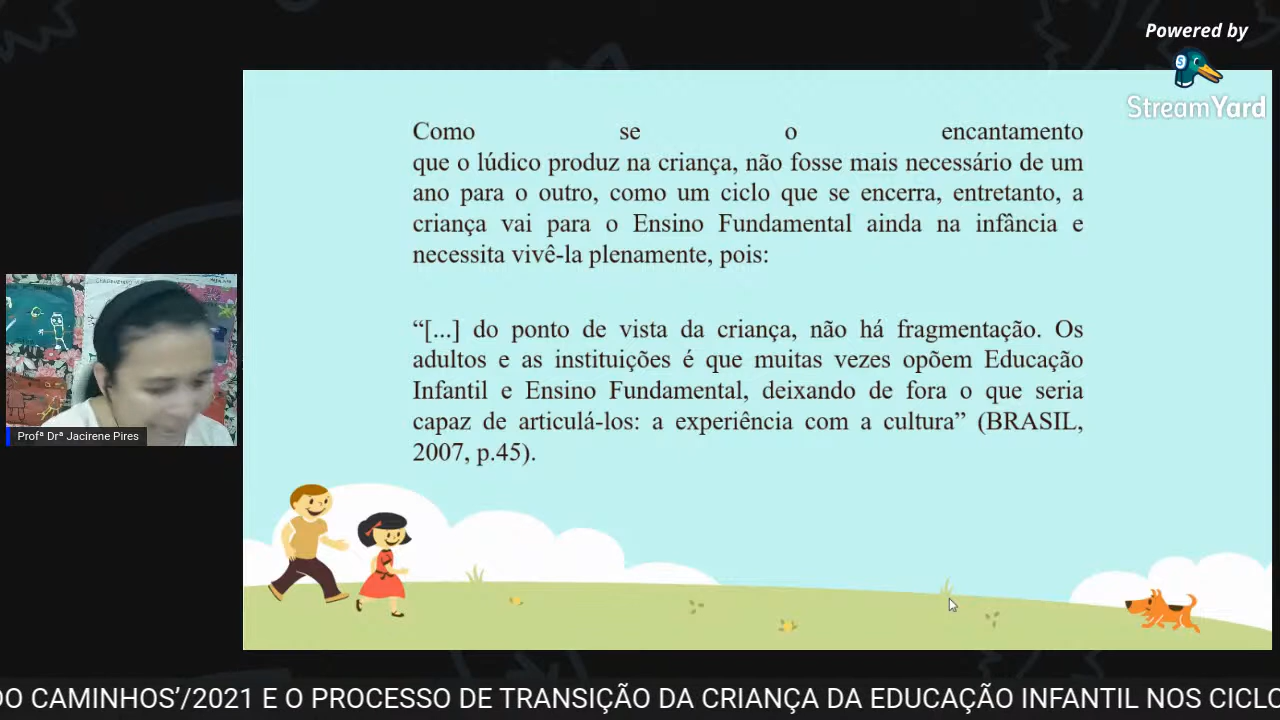 Powered by
StreamYard
Como se o encantamento
que o lúdico produz na criança, não fosse mais necessário de um
ano para o outro, como um ciclo que se encerra, entretanto, a
criança vai para o Ensino Fundamental ainda na infância e
necessita vivê-la plenamente, pois:
“[...] do ponto de vista da criança, não há fragmentação. Os
adultos e as instituições é que muitas vezes opõem Educação
Infantil e Ensino Fundamental, deixando de fora o que seria
capaz de articulá-los: a experiência com a cultura” (BRASIL,
2007, p.45).
Profª Drª Jacirene Pires
DO CAMINHOS’/2021 E O PROCESSO DE TRANSIÇÃO DA CRIANÇA DA EDUCAÇÃO INFANTIL NOS CICLO